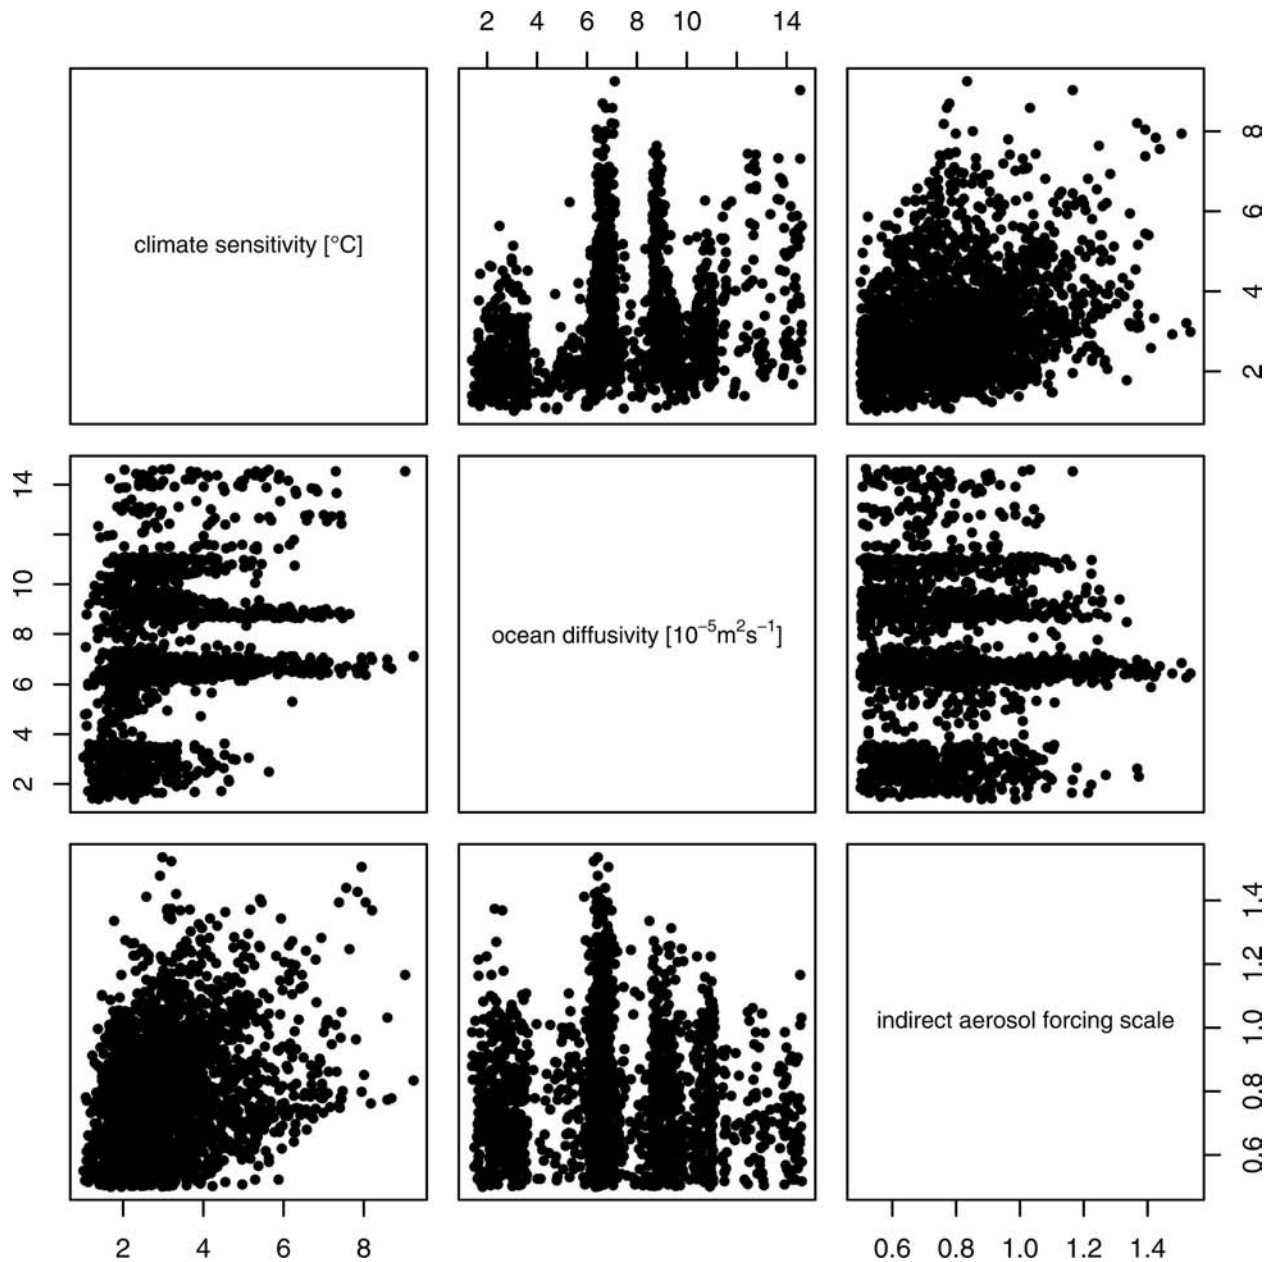 2 4 6 8 10 14
climate sensitivity [°C]
8
6
4
2
14
10
8
6
4
2
ocean diffusivity [10⁻⁵m²s⁻¹]
1.4
1.2
1.0
0.8
0.6
indirect aerosol forcing scale
2 4 6 8
0.6 0.8 1.0 1.2 1.4